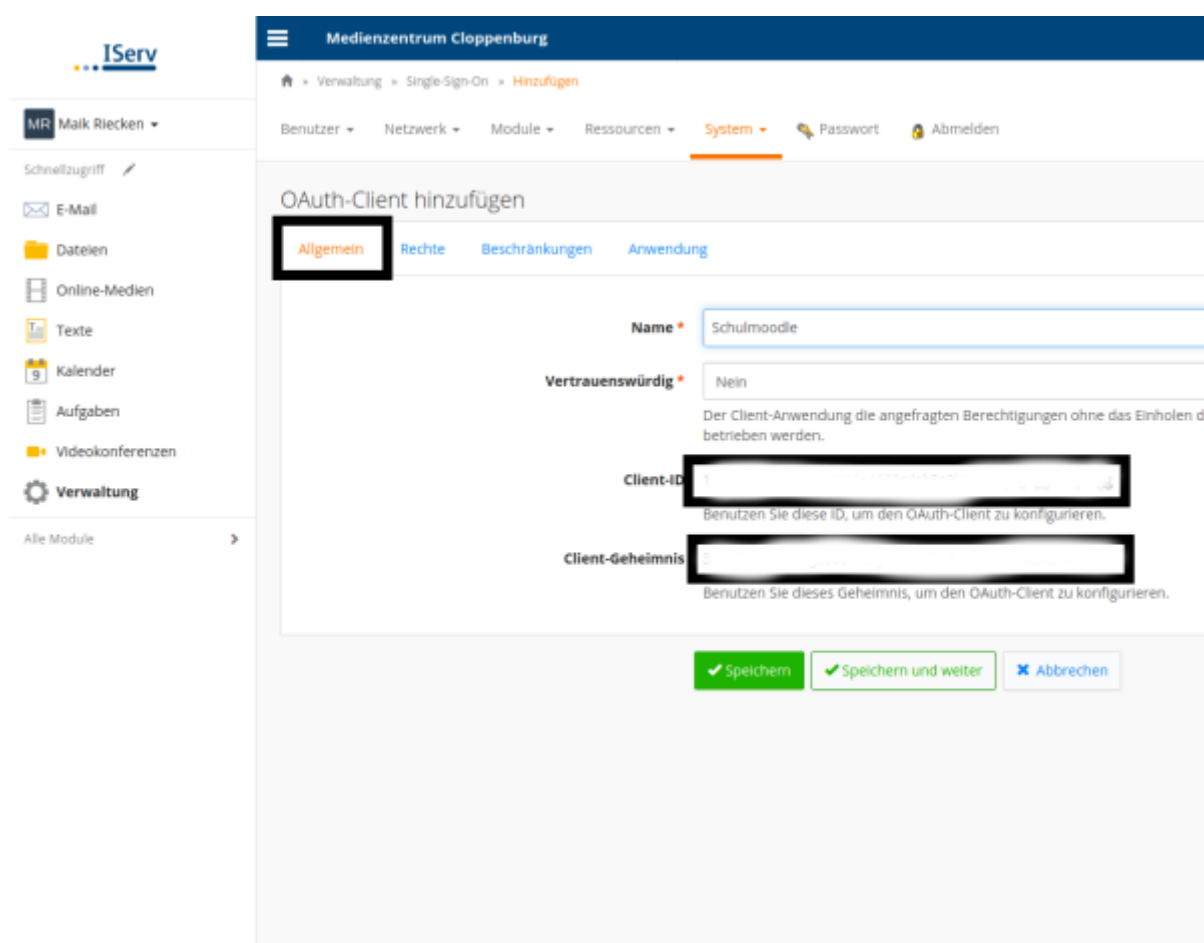 IServ
Medienzentrum Cloppenburg
» Verwaltung » Single-Sign-On » Hinzufügen
MR Maik Riecken
Benutzer Netzwerk Module Ressourcen System Passwort Abmelden
Schnellzugriff
E-Mail
Dateien
Online-Medien
Texte
9 Kalender
Aufgaben
Videokonferenzen
Verwaltung
Alle Module
OAuth-Client hinzufügen
Allgemein Rechte Beschränkungen Anwendung
Name * Schulmoodle
Vertrauenswürdig * Nein
Der Client-Anwendung die angefragten Berechtigungen ohne das Einholen d
betrieben werden.
Client-ID
Benutzen Sie diese ID, um den OAuth-Client zu konfigurieren.
Client-Geheimnis
Benutzen Sie dieses Geheimnis, um den OAuth-Client zu konfigurieren.
Speichern Speichern und weiter Abbrechen